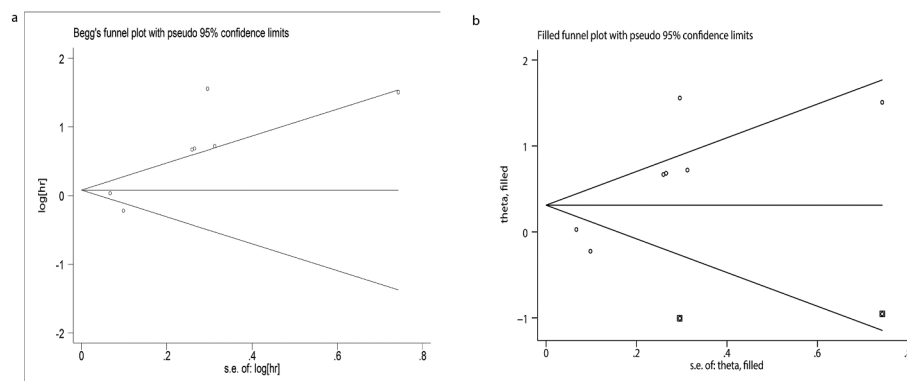 a
Begg's funnel plot with pseudo 95% confidence limits
2
1
0
-1
-2
log[hr]
0 .2 .4 .6 .8
s.e. of: log[hr]
b
Filled funnel plot with pseudo 95% confidence limits
2
1
0
−1
theta, filled
0 .2 .4 .6
s.e. of: theta, filled